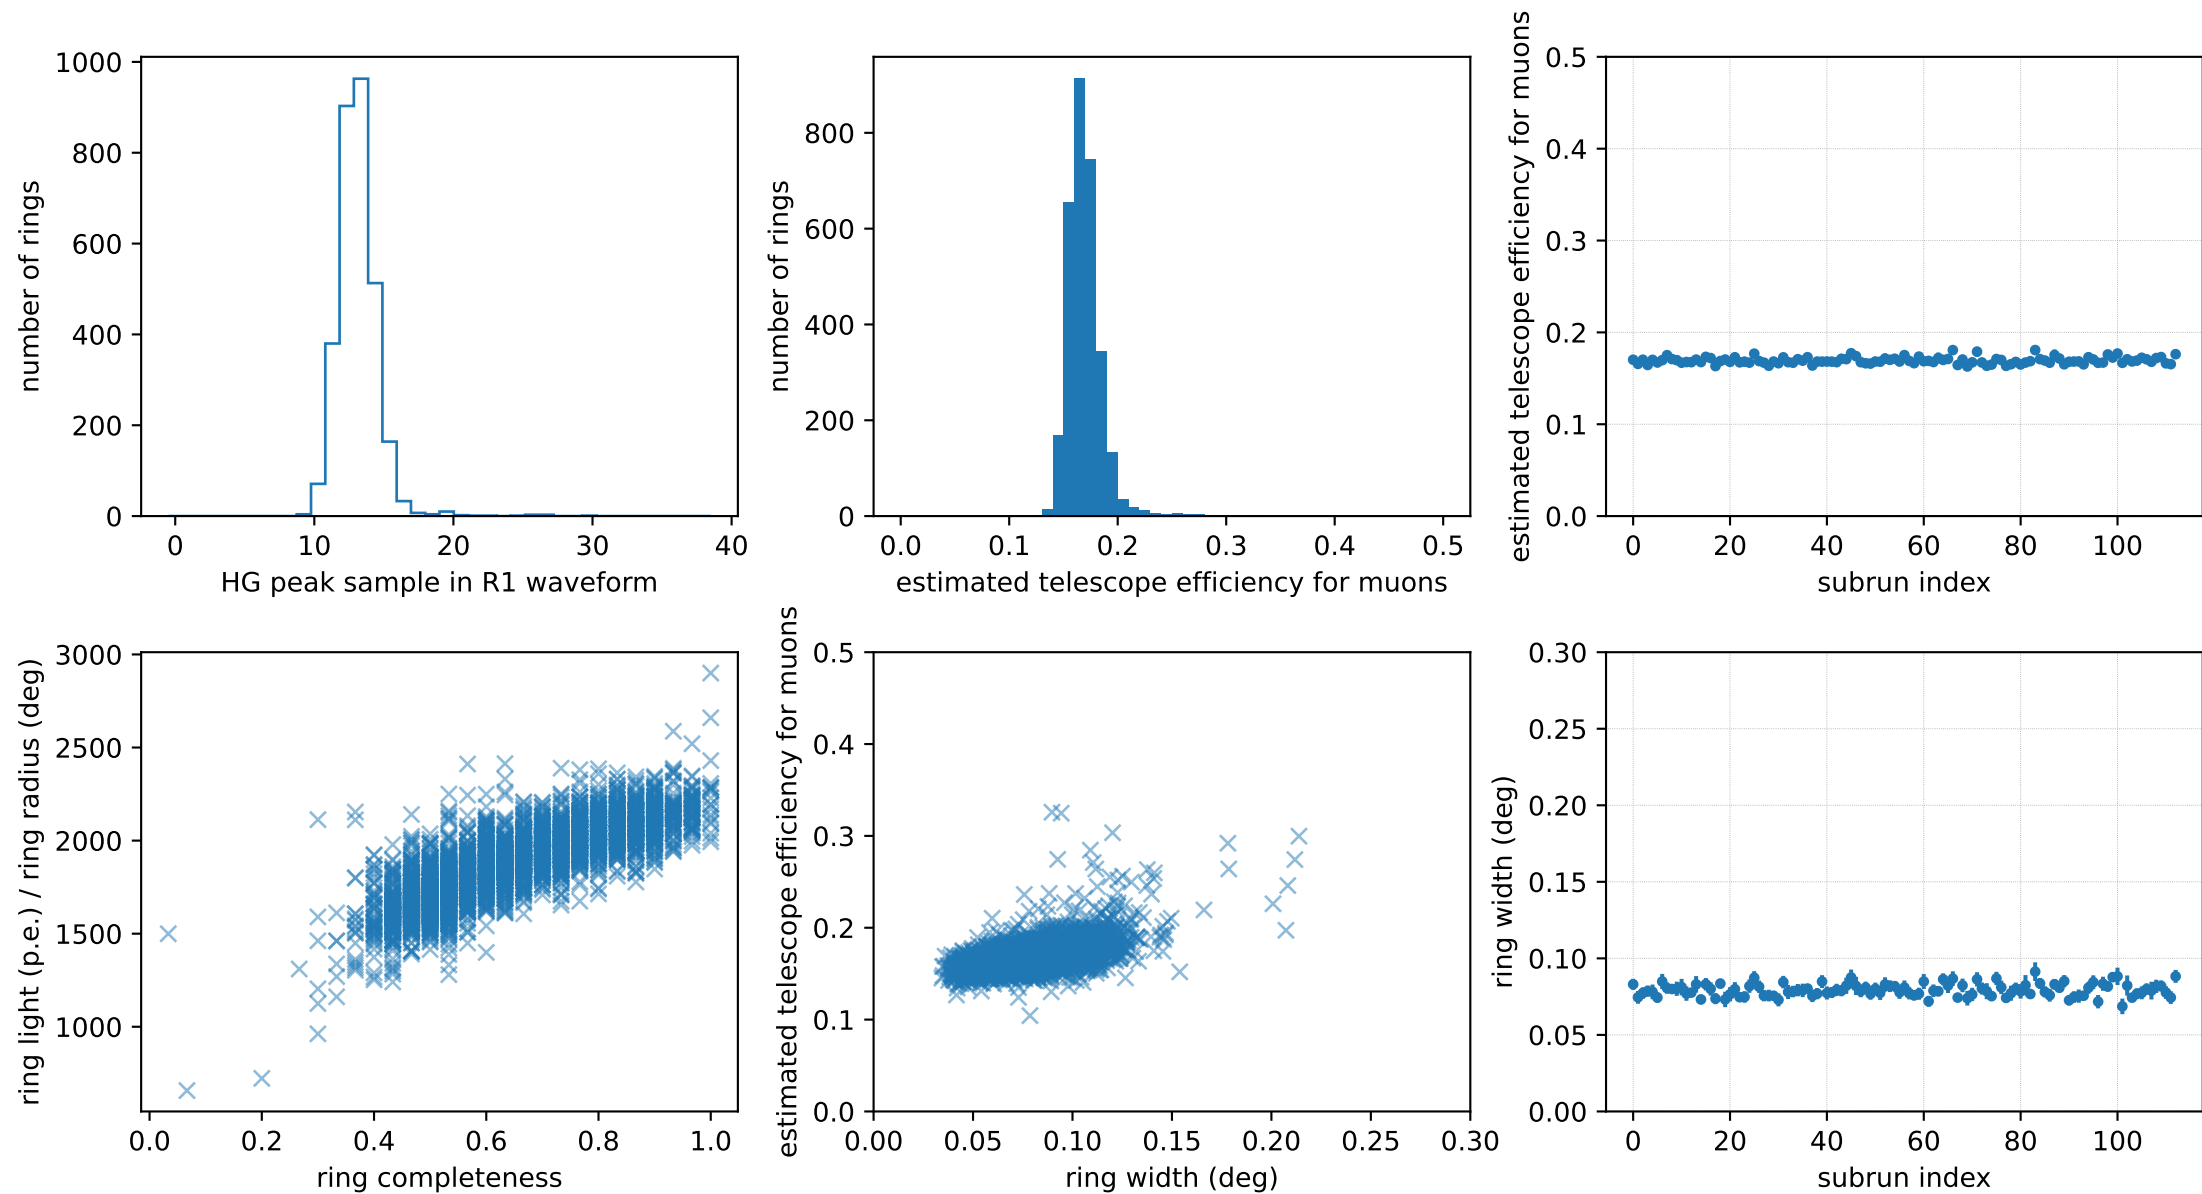 number of rings
1000
800
600
400
200
0
0 10 20 30 40
HG peak sample in R1 waveform
number of rings
800
600
400
200
0
0.0 0.1 0.2 0.3 0.4 0.5
estimated telescope efficiency for muons
estimated telescope efficiency for muons
0.5
0.4
0.3
0.2
0.1
0.0
0 20 40 60 80 100
subrun index
ring light (p.e.) / ring radius (deg)
3000
2500
2000
1500
1000
0.0 0.2 0.4 0.6 0.8 1.0
ring completeness
estimated telescope efficiency for muons
0.5
0.4
0.3
0.2
0.1
0.0
0.00 0.05 0.10 0.15 0.20 0.25 0.30
ring width (deg)
ring width (deg)
0.30
0.25
0.20
0.15
0.10
0.05
0.00
0 20 40 60 80 100
subrun index